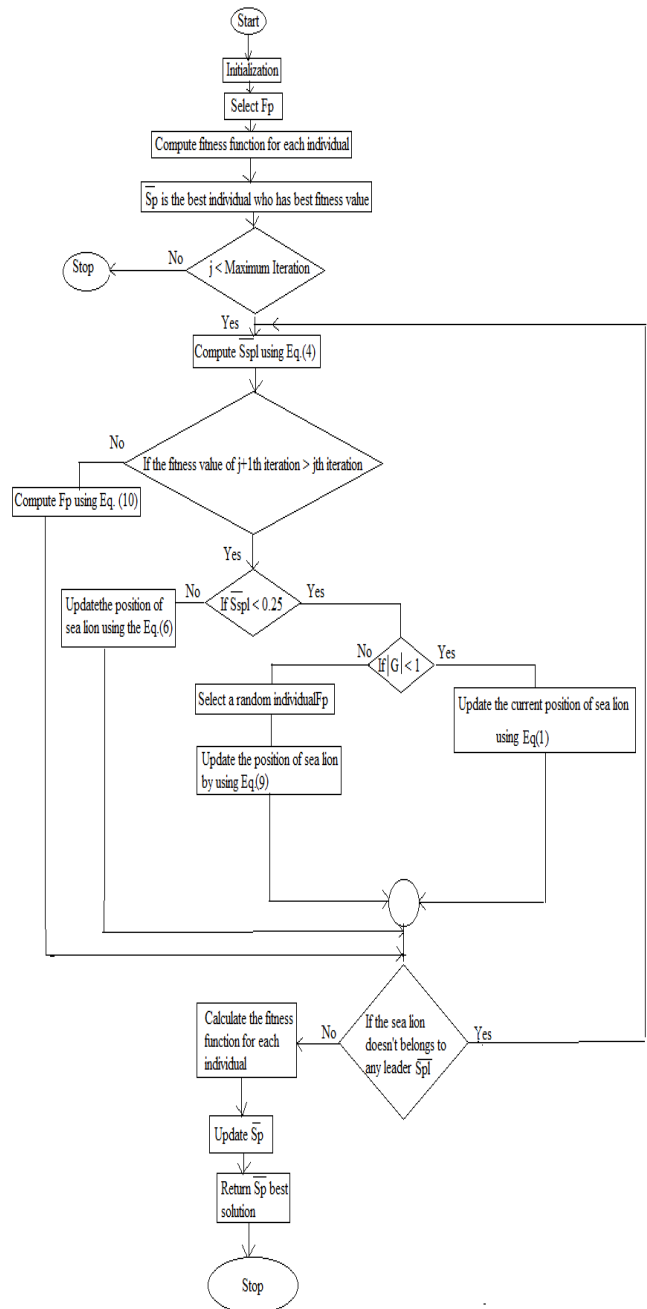 Start
Initialization
Select Fp
Compute fitness function for each individual
S̅p is the best individual who has best fitness value
j < Maximum Iteration
No
Stop
Yes
Compute S̅spl using Eq.(4)
If the fitness value of j+1th iteration > jth iteration
No
Compute Fp using Eq. (10)
Yes
If S̅spl < 0.25
No
Updatethe position of
sea lion using the Eq.(6)
Yes
If |G| < 1
No
Select a random individualFp
Update the position of sea lion
by using Eq.(9)
Yes
Update the current position of sea lion
using Eq(1)
If the sea lion
doesn't belongs to
any leader S̅pl
Yes
No
Calculate the fitness
function for each
individual
Update S̅p
Return S̅p best
solution
Stop